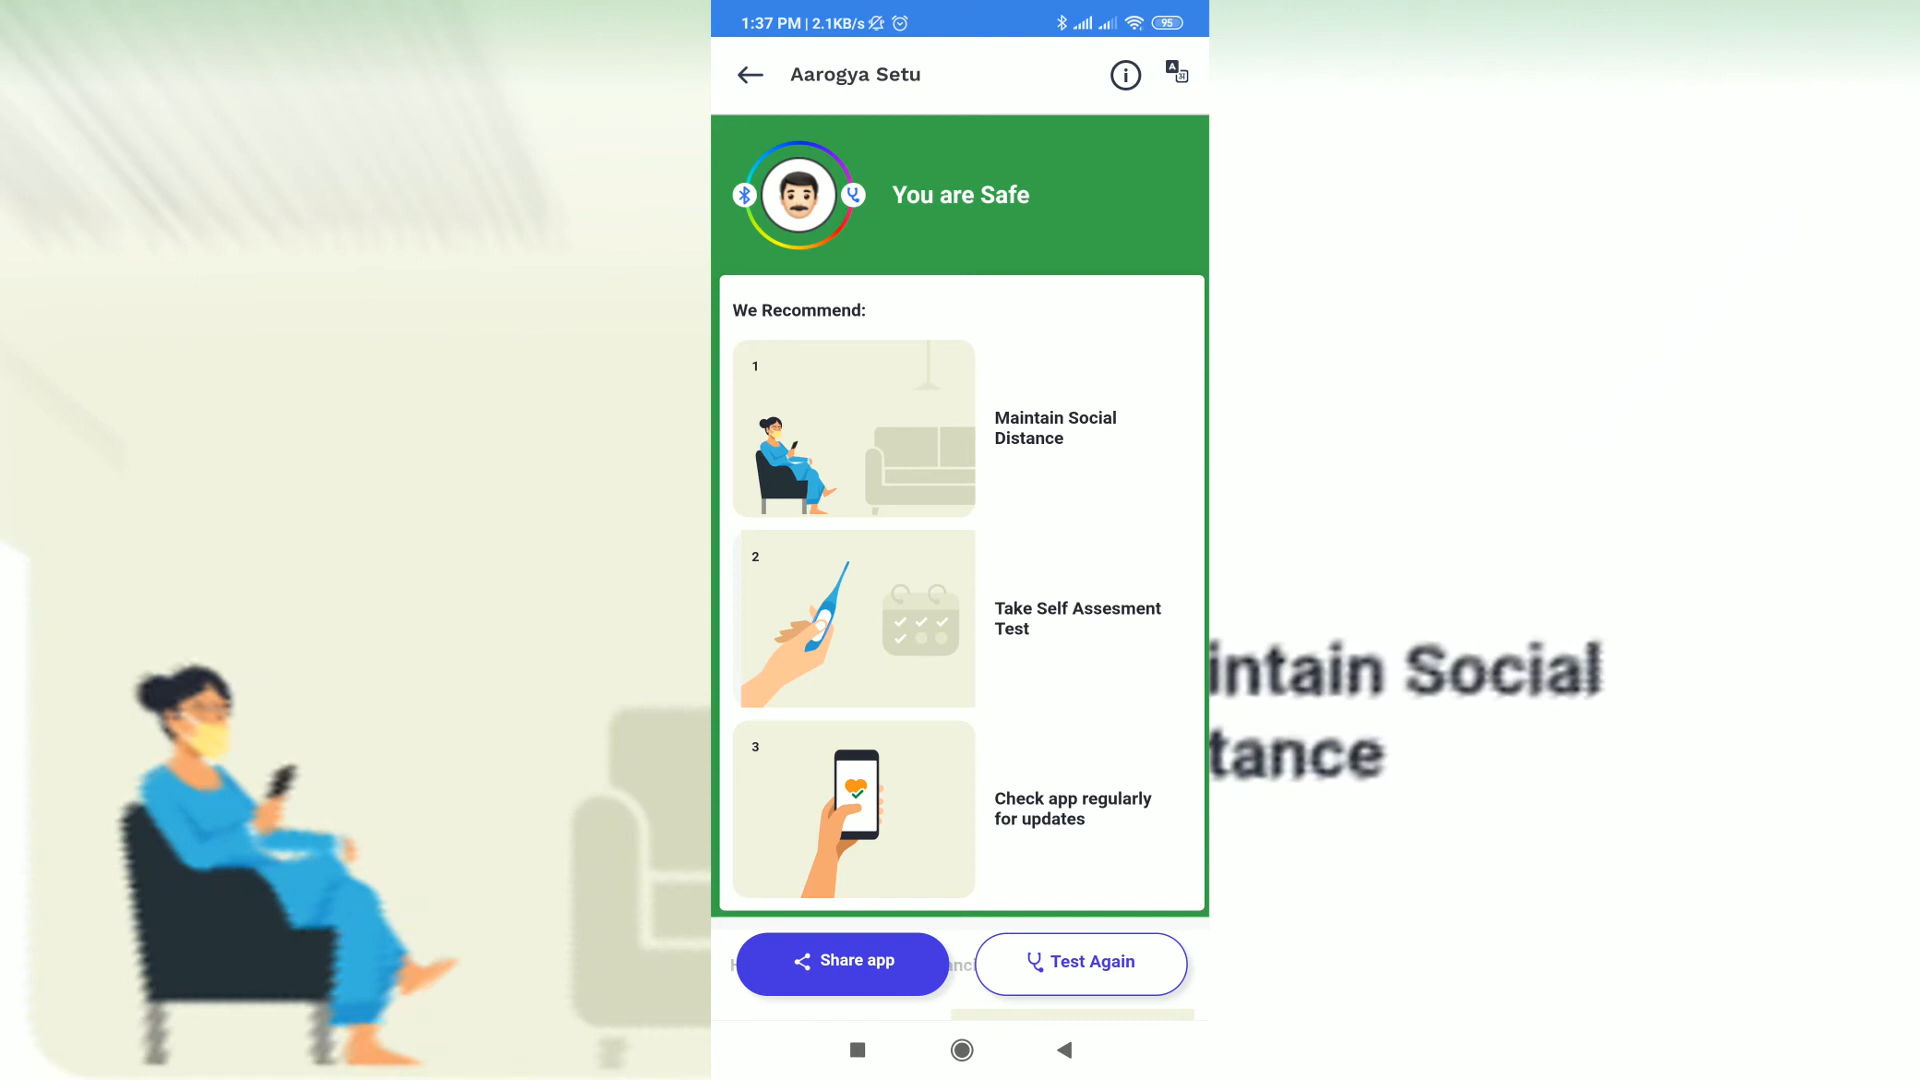 1:37 PM | 2.1KB/s
95
Aarogya Setu
You are Safe
We Recommend:
1
Maintain Social
Distance
2
Take Self Assesment
Test
3
Check app regularly
for updates
Share app
Test Again
intain Social
tance